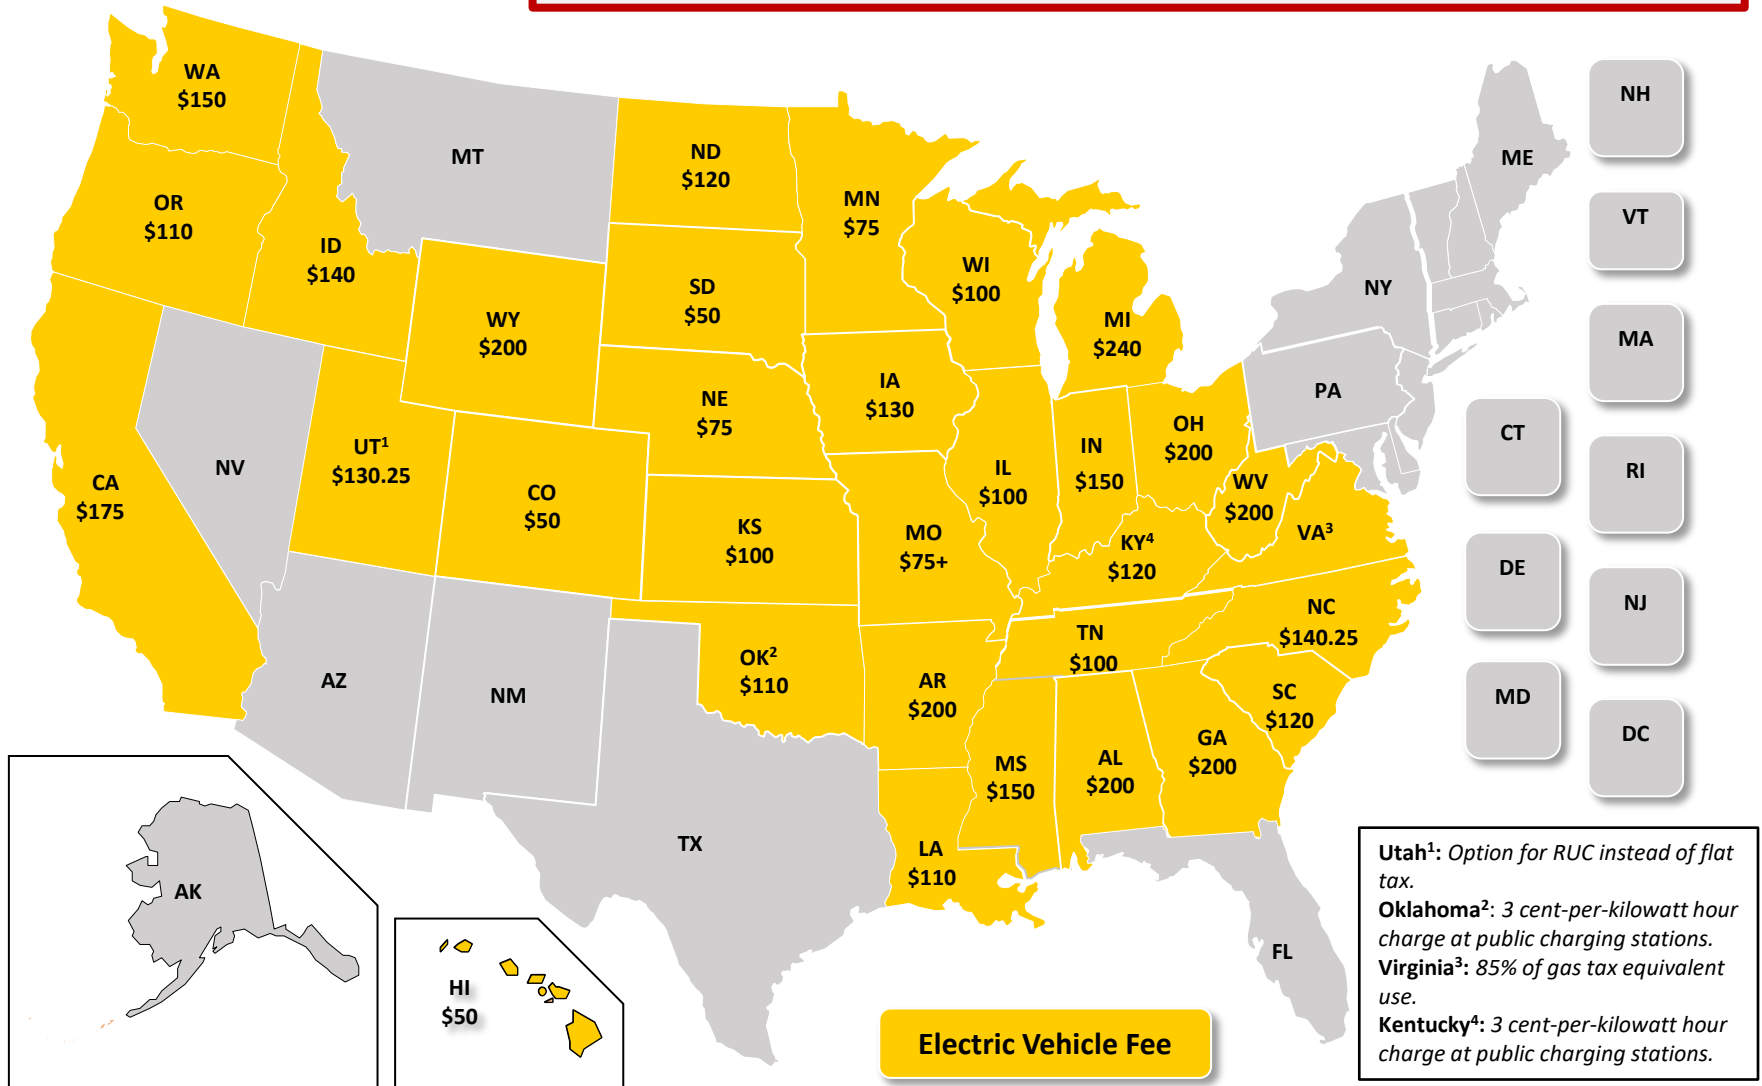 WA
$150
OR
$110
CA
$175
ID
$140
NV
MT
WY
$200
UT¹
$130.25
CO
$50
AZ
NM
ND
$120
SD
$50
NE
$75
KS
$100
OK²
$110
TX
MN
$75
IA
$130
MO
$75+
AR
$200
LA
$110
WI
$100
IL
$100
MI
$240
IN
$150
OH
$200
KY⁴
$120
TN
$100
MS
$150
AL
$200
GA
$200
FL
SC
$120
NC
$140.25
VA³
WV
$200
PA
NY
ME
NH
VT
MA
CT
RI
DE
NJ
MD
DC
AK
HI
$50
Electric Vehicle Fee
Utah¹: Option for RUC instead of flat
tax.
Oklahoma²: 3 cent-per-kilowatt hour
charge at public charging stations.
Virginia³: 85% of gas tax equivalent
use.
Kentucky⁴: 3 cent-per-kilowatt hour
charge at public charging stations.